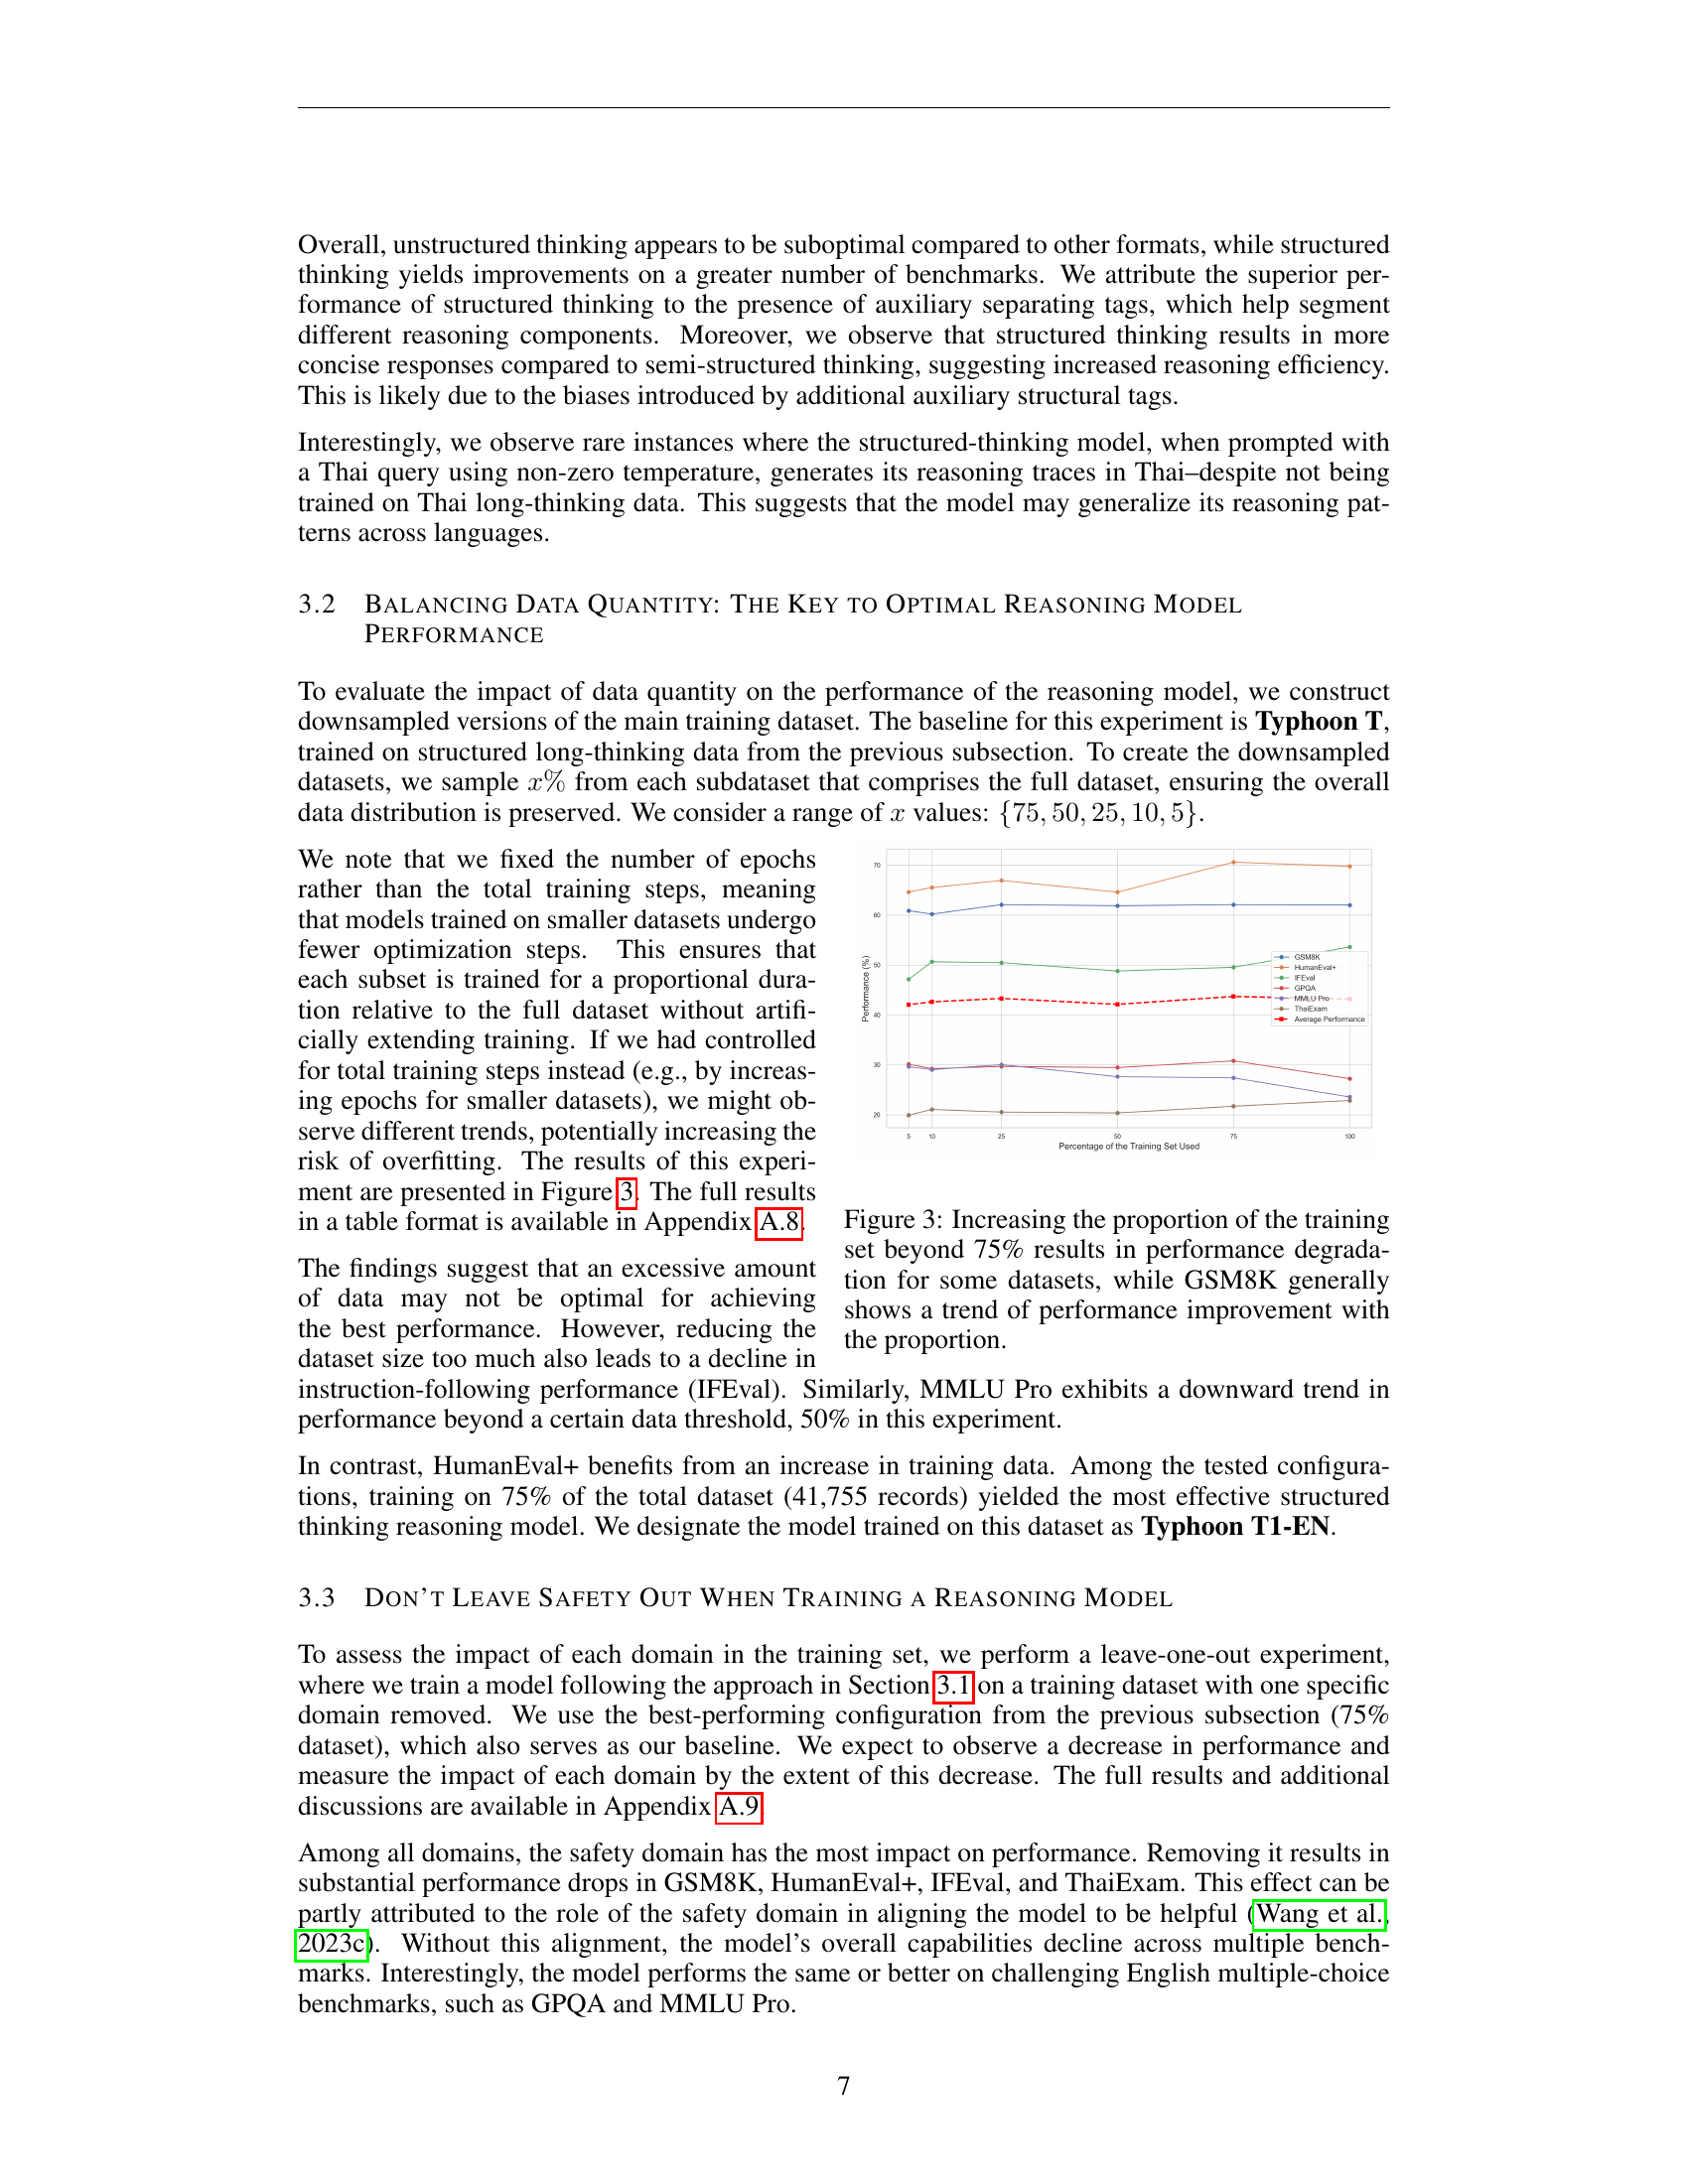 Overall, unstructured thinking appears to be suboptimal compared to other formats, while structured
thinking yields improvements on a greater number of benchmarks. We attribute the superior per-
formance of structured thinking to the presence of auxiliary separating tags, which help segment
different reasoning components. Moreover, we observe that structured thinking results in more
concise responses compared to semi-structured thinking, suggesting increased reasoning efficiency.
This is likely due to the biases introduced by additional auxiliary structural tags.
Interestingly, we observe rare instances where the structured-thinking model, when prompted with
a Thai query using non-zero temperature, generates its reasoning traces in Thai–despite not being
trained on Thai long-thinking data. This suggests that the model may generalize its reasoning pat-
terns across languages.
3.2 BALANCING DATA QUANTITY: THE KEY TO OPTIMAL REASONING MODEL
PERFORMANCE
To evaluate the impact of data quantity on the performance of the reasoning model, we construct
downsampled versions of the main training dataset. The baseline for this experiment is Typhoon T,
trained on structured long-thinking data from the previous subsection. To create the downsampled
datasets, we sample x% from each subdataset that comprises the full dataset, ensuring the overall
data distribution is preserved. We consider a range of x values: {75, 50, 25, 10, 5}.
We note that we fixed the number of epochs
rather than the total training steps, meaning
that models trained on smaller datasets undergo
fewer optimization steps. This ensures that
each subset is trained for a proportional dura-
tion relative to the full dataset without artifi-
cially extending training. If we had controlled
for total training steps instead (e.g., by increas-
ing epochs for smaller datasets), we might ob-
serve different trends, potentially increasing the
risk of overfitting. The results of this experi-
ment are presented in Figure 3. The full results
in a table format is available in Appendix A.8.
The findings suggest that an excessive amount
of data may not be optimal for achieving
the best performance. However, reducing the
dataset size too much also leads to a decline in
instruction-following performance (IFEval). Similarly, MMLU Pro exhibits a downward trend in
performance beyond a certain data threshold, 50% in this experiment.
70
60
50
40
30
20
Performance (%)
GSM8K
HumanEval+
IFEval
GPQA
MMLU Pro
ThaiExam
Average Performance
5 10 25 50 75 100
Percentage of the Training Set Used
Figure 3: Increasing the proportion of the training
set beyond 75% results in performance degrada-
tion for some datasets, while GSM8K generally
shows a trend of performance improvement with
the proportion.
In contrast, HumanEval+ benefits from an increase in training data. Among the tested configura-
tions, training on 75% of the total dataset (41,755 records) yielded the most effective structured
thinking reasoning model. We designate the model trained on this dataset as Typhoon T1-EN.
3.3 DON'T LEAVE SAFETY OUT WHEN TRAINING A REASONING MODEL
To assess the impact of each domain in the training set, we perform a leave-one-out experiment,
where we train a model following the approach in Section 3.1 on a training dataset with one specific
domain removed. We use the best-performing configuration from the previous subsection (75%
dataset), which also serves as our baseline. We expect to observe a decrease in performance and
measure the impact of each domain by the extent of this decrease. The full results and additional
discussions are available in Appendix A.9.
Among all domains, the safety domain has the most impact on performance. Removing it results in
substantial performance drops in GSM8K, HumanEval+, IFEval, and ThaiExam. This effect can be
partly attributed to the role of the safety domain in aligning the model to be helpful (Wang et al.,
2023c). Without this alignment, the model's overall capabilities decline across multiple bench-
marks. Interestingly, the model performs the same or better on challenging English multiple-choice
benchmarks, such as GPQA and MMLU Pro.
7